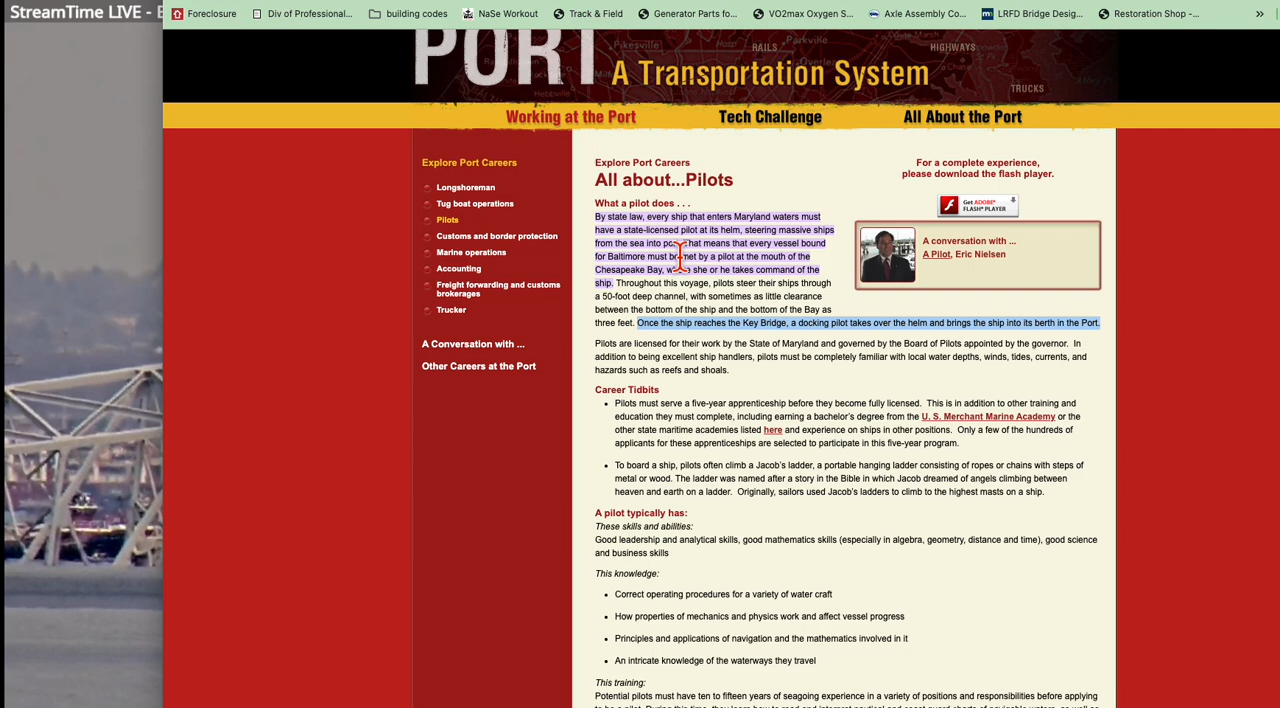 StreamTime LIVE -
Foreclosure
Div of Professional...
building codes
NaSe Workout
Track & Field
Generator Parts fo...
VO2max Oxygen S...
Axle Assembly Co...
LRFD Bridge Desig...
Restoration Shop -...
»
PORT
A Transportation System
Pikesville
RAILS
Parkville
HIGHWAYS
TRUCKS
Working at the Port
Tech Challenge
All About the Port
Explore Port Careers
Longshoreman
Tug boat operations
Pilots
Customs and border protection
Marine operations
Accounting
Freight forwarding and customs
brokerages
Trucker
A Conversation with ...
Other Careers at the Port
Explore Port Careers
All about...Pilots
What a pilot does . . .
By state law, every ship that enters Maryland waters must
have a state-licensed pilot at its helm, steering massive ships
from the sea into that means that every vessel bound
for Baltimore must be met by a pilot at the mouth of the
Chesapeake Bay, she or he takes command of the
ship. Throughout this voyage, pilots steer their ships through
a 50-foot deep channel, with sometimes as little clearance
between the bottom of the ship and the bottom of the Bay as
three feet. Once the ship reaches the Key Bridge, a docking pilot takes over the helm and brings the ship into its berth in the Port.
For a complete experience,
please download the flash player.
Get ADOBE®
FLASH® PLAYER
A conversation with ...
A Pilot, Eric Nielsen
Pilots are licensed for their work by the State of Maryland and governed by the Board of Pilots appointed by the governor. In
addition to being excellent ship handlers, pilots must be completely familiar with local water depths, winds, tides, currents, and
hazards such as reefs and shoals.
Career Tidbits
• Pilots must serve a five-year apprenticeship before they become fully licensed. This is in addition to other training and
education they must complete, including earning a bachelor's degree from the U. S. Merchant Marine Academy or the
other state maritime academies listed here and experience on ships in other positions. Only a few of the hundreds of
applicants for these apprenticeships are selected to participate in this five-year program.
• To board a ship, pilots often climb a Jacob's ladder, a portable hanging ladder consisting of ropes or chains with steps of
metal or wood. The ladder was named after a story in the Bible in which Jacob dreamed of angels climbing between
heaven and earth on a ladder. Originally, sailors used Jacob's ladders to climb to the highest masts on a ship.
A pilot typically has:
These skills and abilities:
Good leadership and analytical skills, good mathematics skills (especially in algebra, geometry, distance and time), good science
and business skills
This knowledge:
• Correct operating procedures for a variety of water craft
• How properties of mechanics and physics work and affect vessel progress
• Principles and applications of navigation and the mathematics involved in it
• An intricate knowledge of the waterways they travel
This training:
Potential pilots must have ten to fifteen years of seagoing experience in a variety of positions and responsibilities before applying